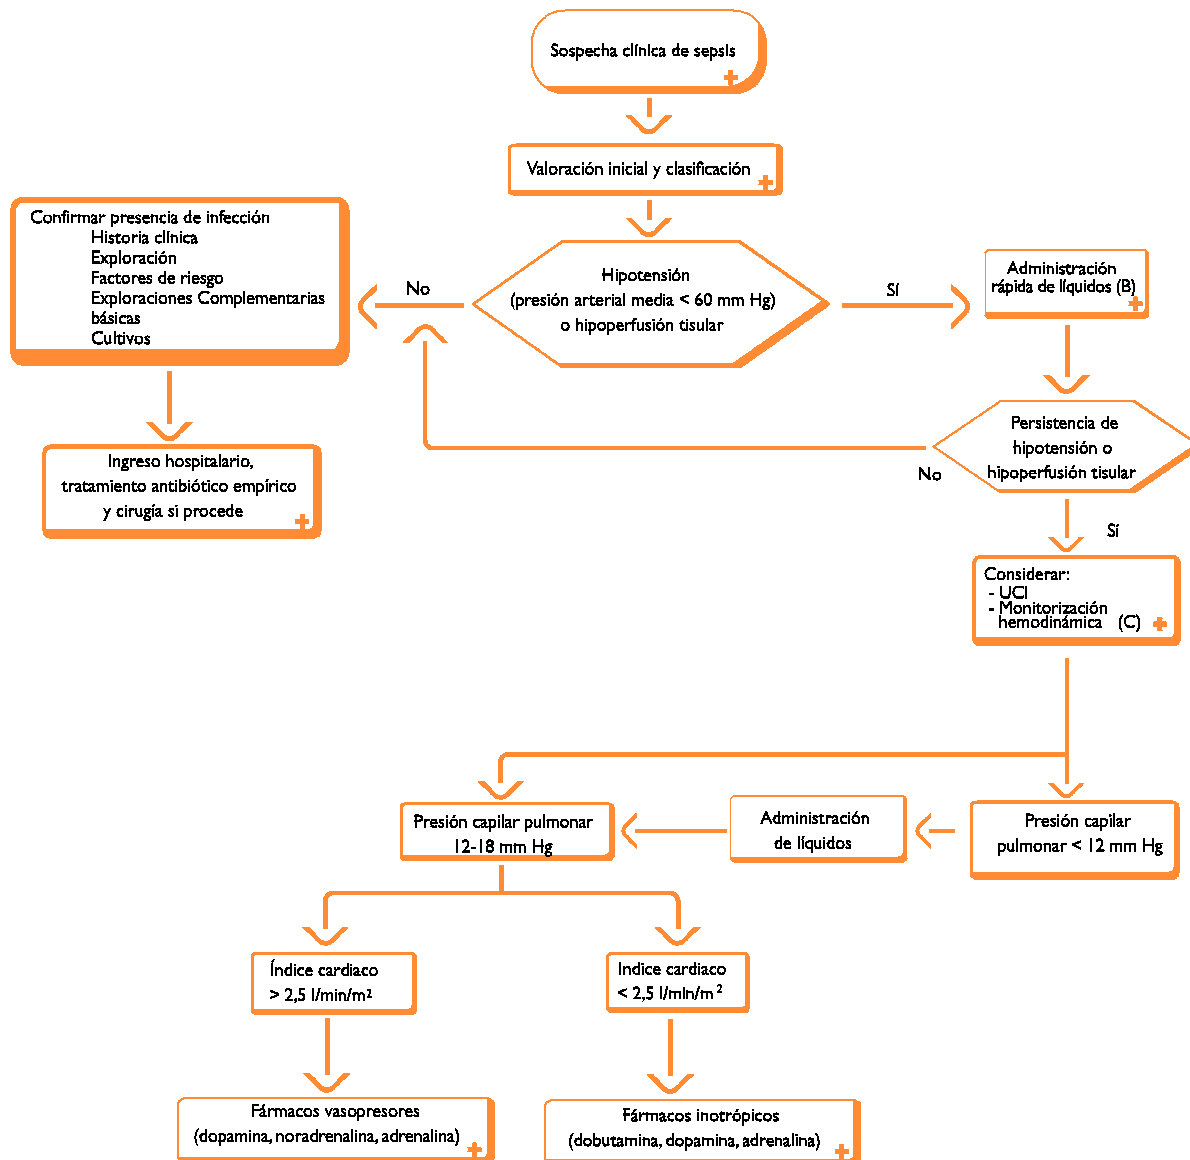 Sospecha clínica de sepsis
Valoración inicial y clasificación
Confirmar presencia de infección
Historia clínica
Exploración
Factores de riesgo
Exploraciones Complementarias
básicas
Cultivos
No
Hipotensión
(presión arterial media < 60 mm Hg)
o hipoperfusión tisular
Sí
Administración
rápida de líquidos (B)
Persistencia de
hipotensión o
hipoperfusión tisular
No
Ingreso hospitalario,
tratamiento antibiótico empírico
y cirugía si procede
Sí
Considerar:
- UCI
- Monitorización
hemodinámica (C)
Presión capilar pulmonar
12-18 mm Hg
Administración
de líquidos
Presión capilar
pulmonar < 12 mm Hg
Índice cardiaco
> 2,5 l/min/m²
Indice cardiaco
< 2,5 l/min/m²
Fármacos vasopresores
(dopamina, noradrenalina, adrenalina)
Fármacos inotrópicos
(dobutamina, dopamina, adrenalina)